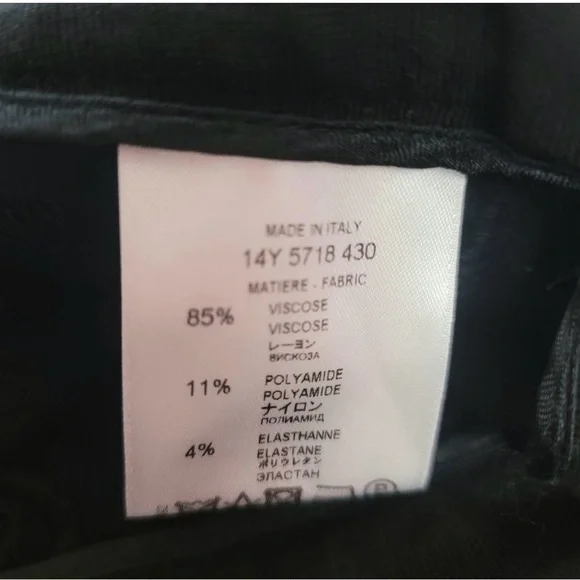 MADE IN ITALY
14Y 5718 430
MATIERE - FABRIC
85% VISCOSE
VISCOSE
レーヨン
ВИСКОЗА
11% POLYAMIDE
POLYAMIDE
ナイロン
ПОЛИАМИД
4% ELASTHANNE
ELASTANE
ポリウレタン
ЭЛАСТАН
P